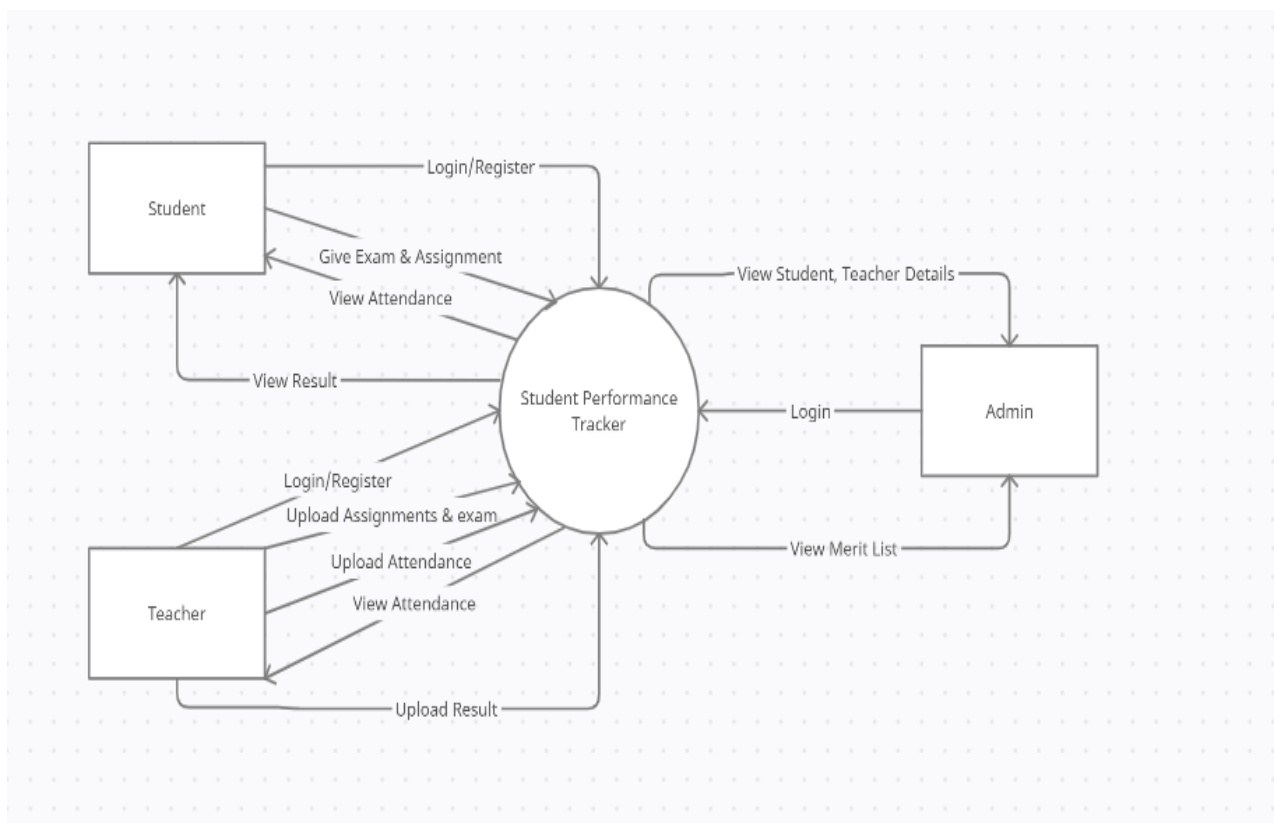 Login/Register
Student
Give Exam & Assignment
View Attendance
View Student, Teacher Details
View Result
Student Performance
Tracker
Login
Admin
Login/Register
Upload Assignments & exam
View Merit List
Upload Attendance
View Attendance
Teacher
Upload Result